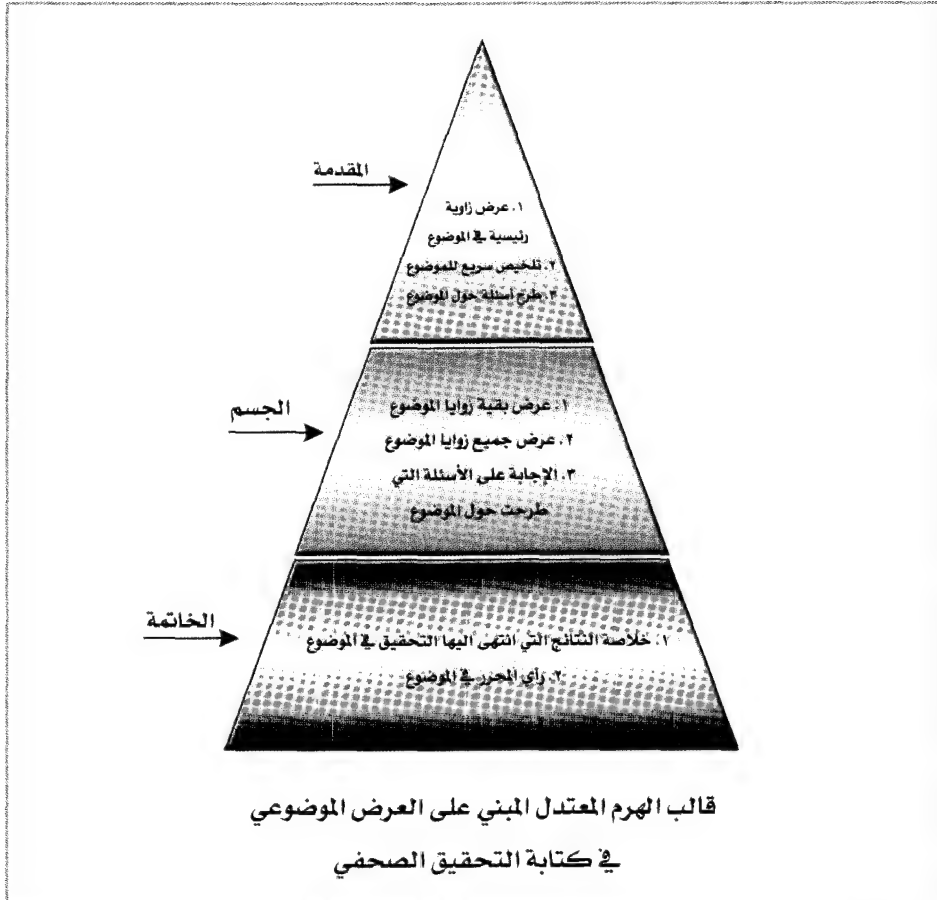 المقدمة
١. عرض زاوية
رئيسية في الموضوع
٢. تلخيص سريع للموضوع
٣. طرح أسئلة حول الموضوع
الجسم
١. عرض بقية زوايا الموضوع
٢. عرض جميع زوايا الموضوع
٣. الإجابة على الأسئلة التي
طرحت حول الموضوع
الخاتمة
١. خلاصة النتائج التي انتهى اليها التحقيق في الموضوع
٢. رأي المحرر في الموضوع
قالب الهرم المعتدل المبني على العرض الموضوعي
في كتابة التحقيق الصحفي